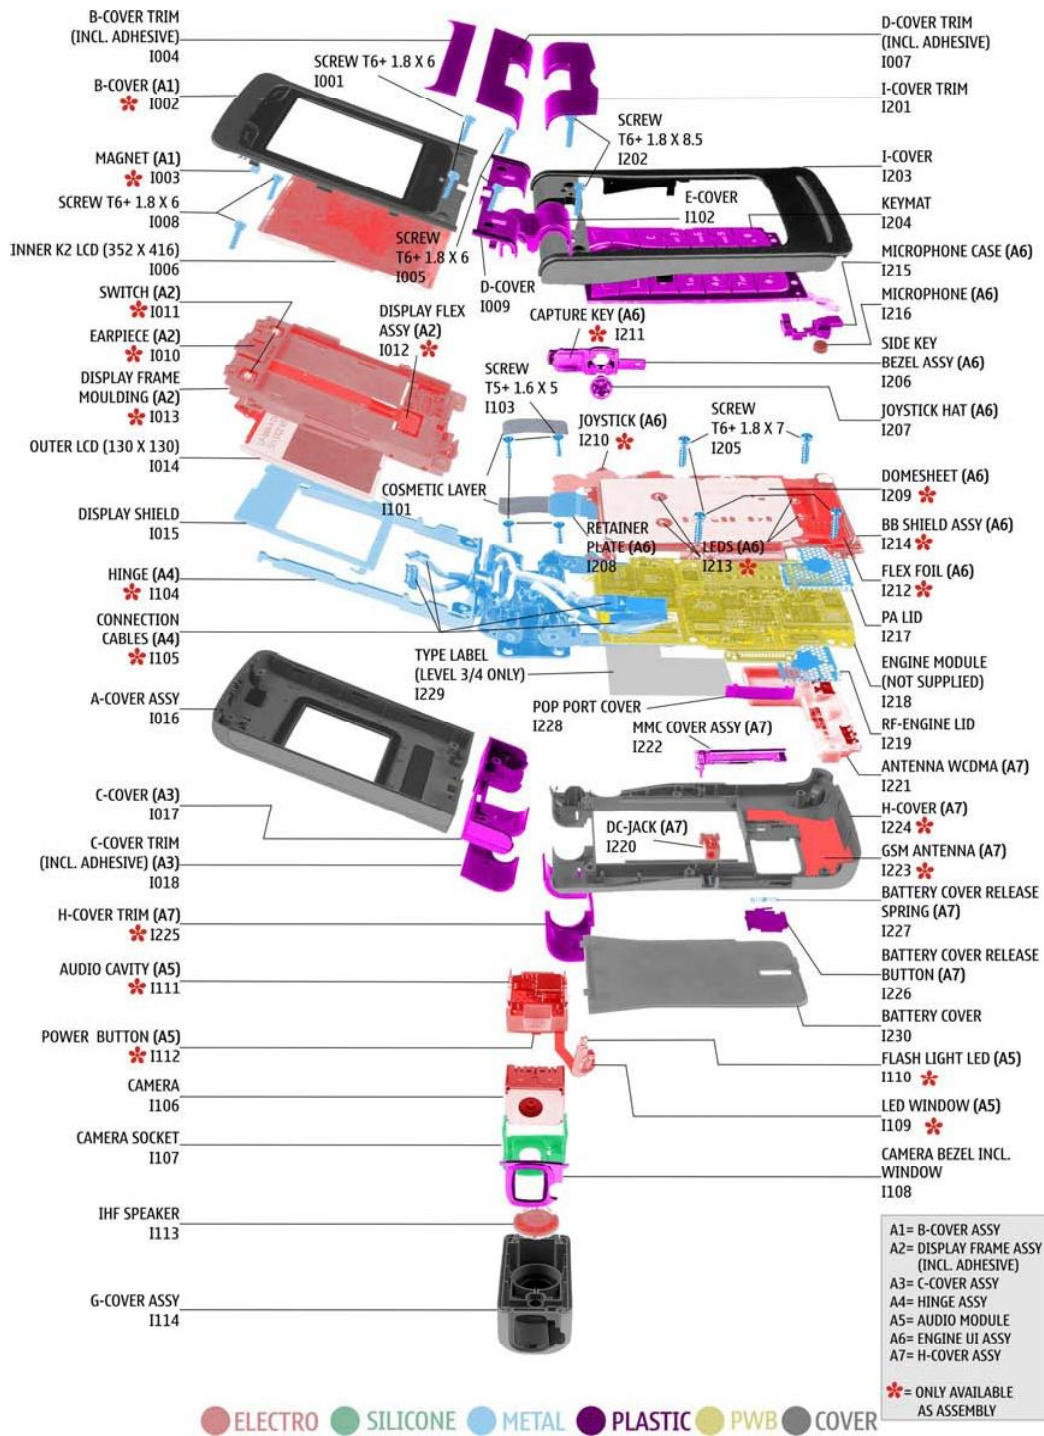 B-COVER TRIM
(INCL. ADHESIVE)
I004
SCREW T6+ 1.8 X 6
I001
B-COVER (A1)
* I002
MAGNET (A1)
* I003
SCREW T6+ 1.8 X 6
I008
INNER K2 LCD (352 X 416)
I006
SWITCH (A2)
* I011
EARPIECE (A2)
* I010
DISPLAY FRAME
MOULDING (A2)
* I013
OUTER LCD (130 X 130)
I014
DISPLAY SHIELD
I015
HINGE (A4)
* I104
CONNECTION
CABLES (A4)
* I105
A-COVER ASSY
I016
C-COVER (A3)
I017
C-COVER TRIM
(INCL. ADHESIVE) (A3)
I018
H-COVER TRIM (A7)
* I225
AUDIO CAVITY (A5)
* I111
POWER BUTTON (A5)
* I112
CAMERA
I106
CAMERA SOCKET
I107
IHF SPEAKER
I113
G-COVER ASSY
I114
SCREW
T6+ 1.8 X 6
I005
D-COVER
I009
DISPLAY FLEX
ASSY (A2)
I012 *
SCREW
T6+ 1.8 X 8.5
I202
E-COVER
I102
CAPTURE KEY (A6)
* I211
SCREW
T5+ 1.6 X 5
I103
JOYSTICK (A6)
I210 *
SCREW
T6+ 1.8 X 7
I205
COSMETIC LAYER
I101
RETAINER
PLATE (A6)
I208
LEDS (A6)
I213 *
TYPE LABEL
(LEVEL 3/4 ONLY)
I229
POP PORT COVER
I228
MMC COVER ASSY (A7)
I222
DC-JACK (A7)
I220
D-COVER TRIM
(INCL. ADHESIVE)
I007
I-COVER TRIM
I201
I-COVER
I203
KEYMAT
I204
MICROPHONE CASE (A6)
I215
MICROPHONE (A6)
I216
SIDE KEY
BEZEL ASSY (A6)
I206
JOYSTICK HAT (A6)
I207
DOMESHEET (A6)
I209 *
BB SHIELD ASSY (A6)
I214 *
FLEX FOIL (A6)
I212 *
PA LID
I217
ENGINE MODULE
(NOT SUPPLIED)
I218
RF-ENGINE LID
I219
ANTENNA WCDMA (A7)
I221
H-COVER (A7)
I224 *
GSM ANTENNA (A7)
I223 *
BATTERY COVER RELEASE
SPRING (A7)
I227
BATTERY COVER RELEASE
BUTTON (A7)
I226
BATTERY COVER
I230
FLASH LIGHT LED (A5)
I110 *
LED WINDOW (A5)
I109 *
CAMERA BEZEL INCL.
WINDOW
I108
A1= B-COVER ASSY
A2= DISPLAY FRAME ASSY
(INCL. ADHESIVE)
A3= C-COVER ASSY
A4= HINGE ASSY
A5= AUDIO MODULE
A6= ENGINE UI ASSY
A7= H-COVER ASSY
* = ONLY AVAILABLE
AS ASSEMBLY
ELECTRO SILICONE METAL PLASTIC PWB COVER